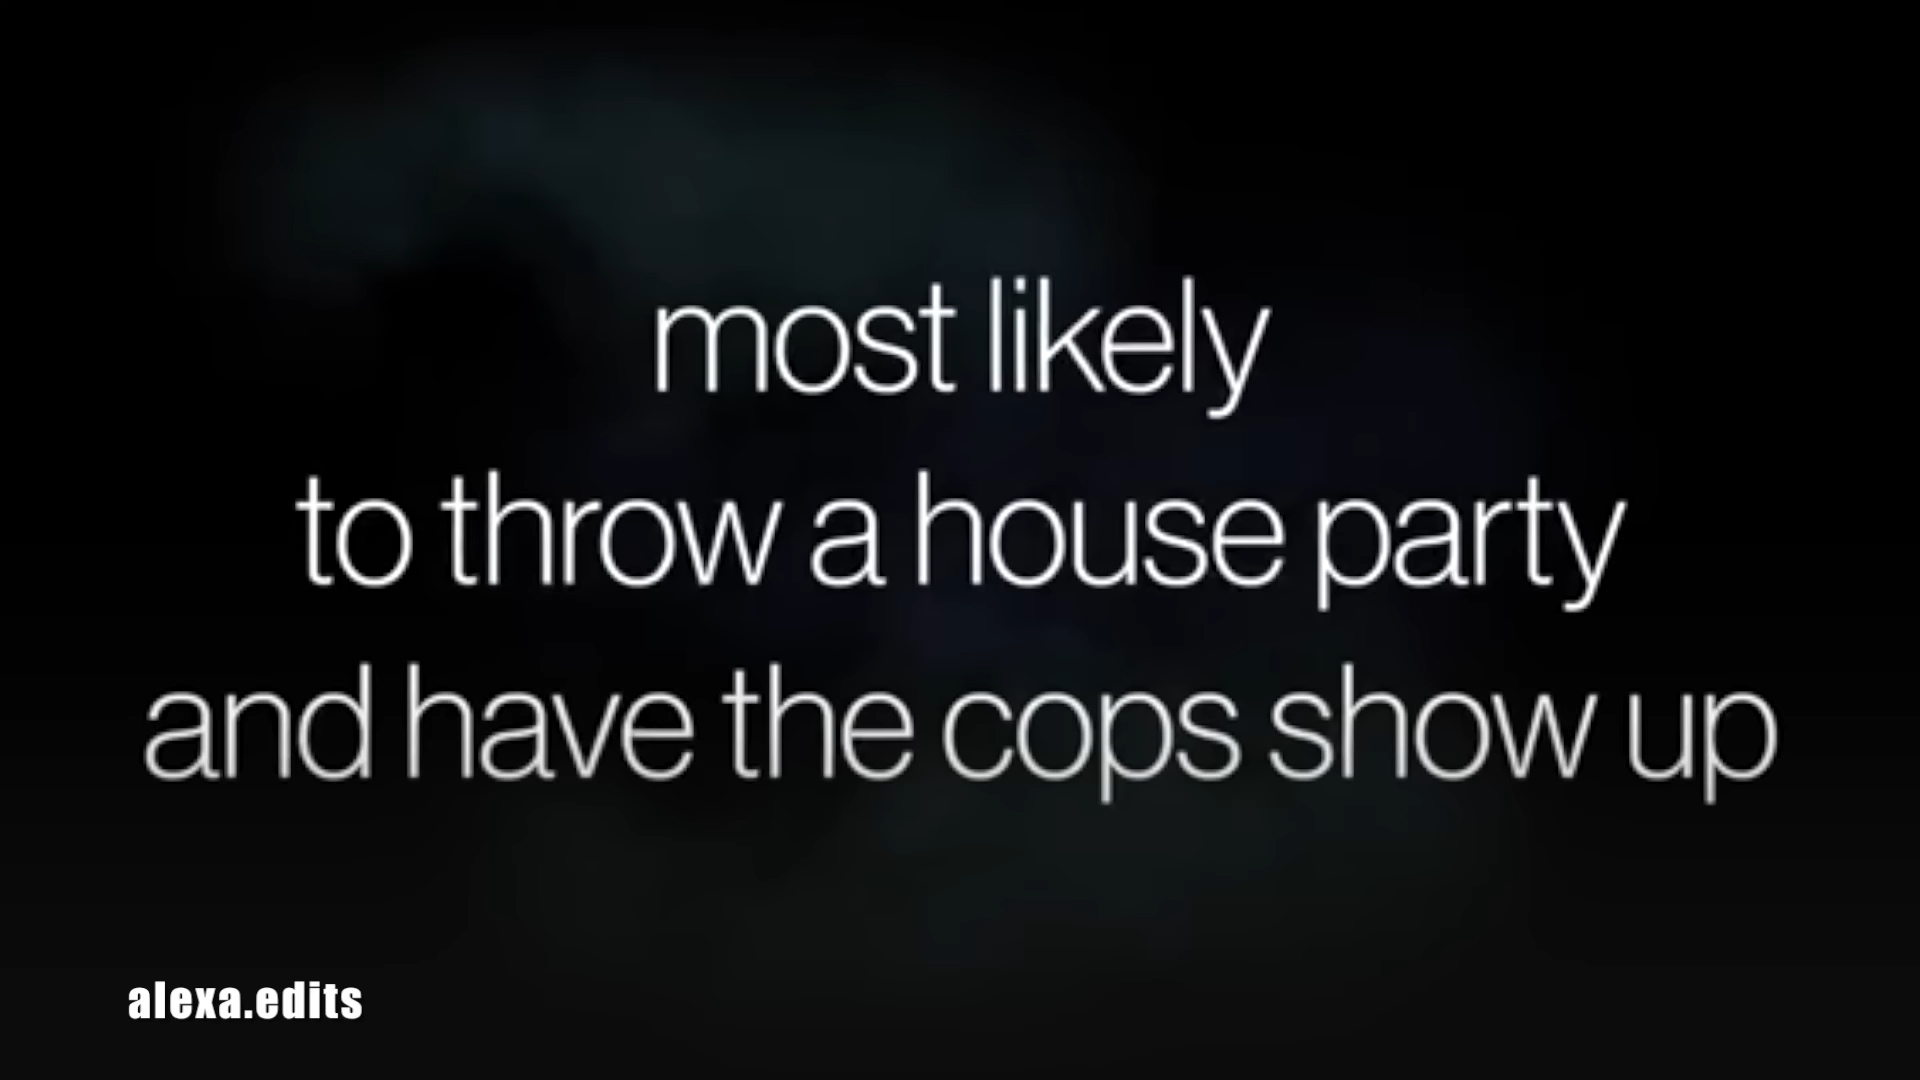 most likely
to throw a house party
and have the cops show up
alexa.edits